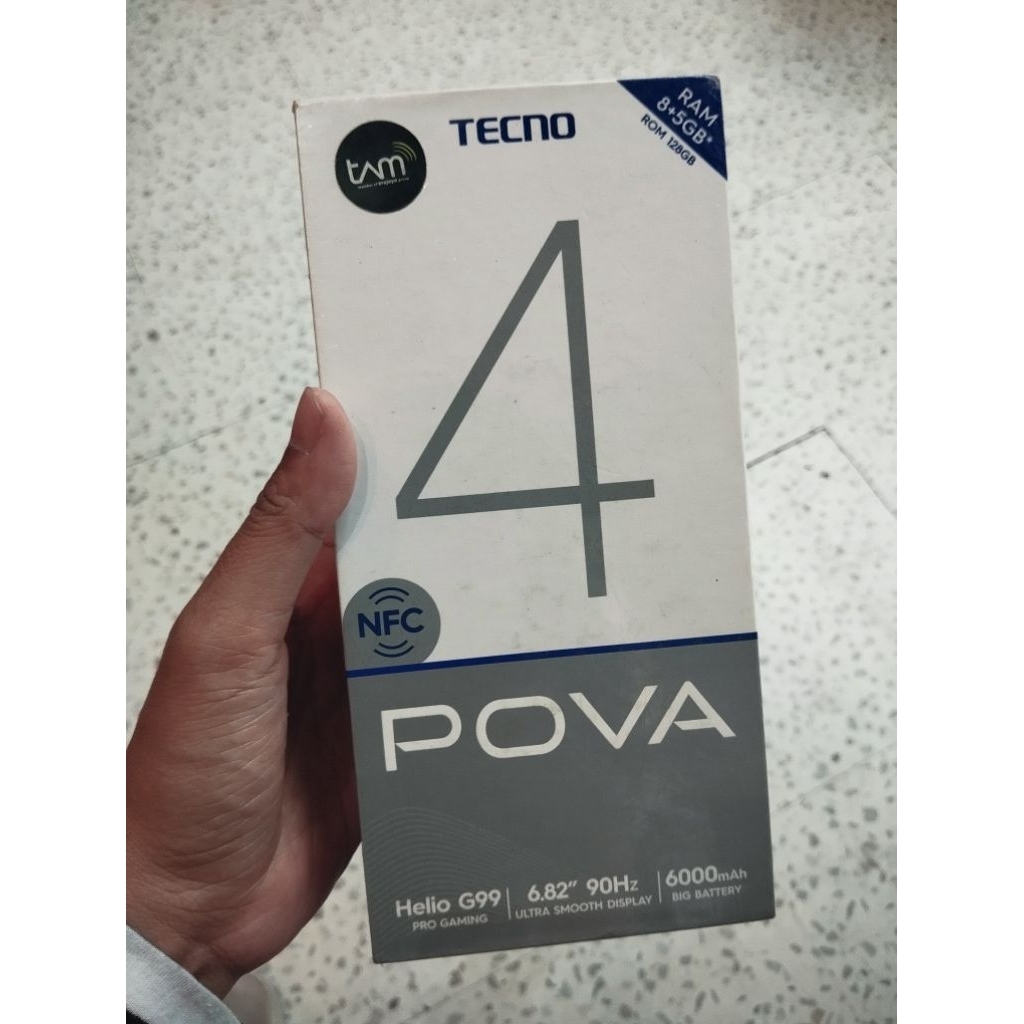 TECNO
RAM
8+5GB*
ROM 128GB
tam
4
NFC
POVA
Helio G99
PRO GAMING
6.82” 90Hz
ULTRA SMOOTH DISPLAY
6000mAh
BIG BATTERY